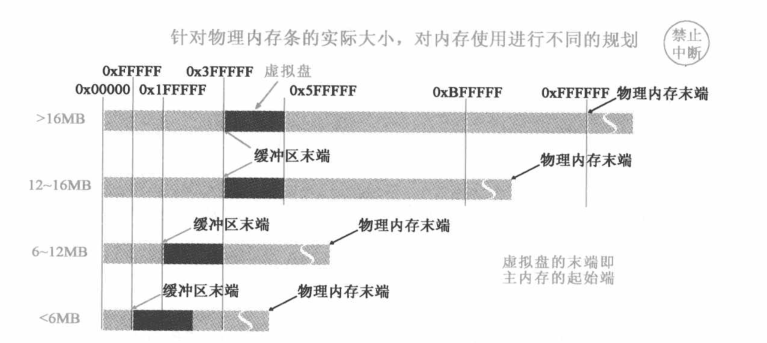 针对物理内存条的实际大小，对内存使用进行不同的规划
禁止
中断
0xFFFFF
0x3FFFFF
虚拟盘
0x00000
0x1FFFFF
0x5FFFFF
0xBFFFFF
0xFFFFFF
物理内存末端
>16MB
缓冲区末端
物理内存末端
12~16MB
缓冲区末端
物理内存末端
6~12MB
虚拟盘的末端即
主内存的起始端
缓冲区末端
物理内存末端
<6MB